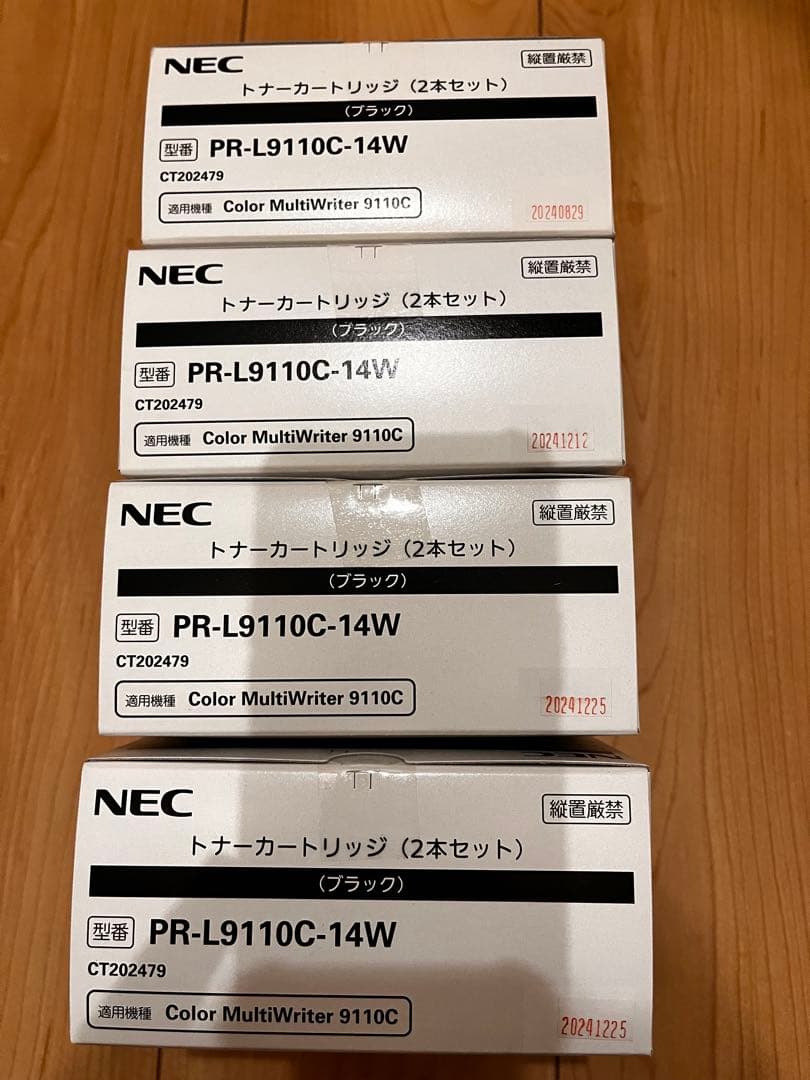 NEC
縦置厳禁
トナーカートリッジ（2本セット）
（ブラック）
型番 PR-L9110C-14W
CT202479
適用機種 Color MultiWriter 9110C
20240829
NEC
縦置厳禁
トナーカートリッジ（2本セット）
（ブラック）
型番 PR-L9110C-14W
CT202479
適用機種 Color MultiWriter 9110C
20241212
NEC
縦置厳禁
トナーカートリッジ（2本セット）
（ブラック）
型番 PR-L9110C-14W
CT202479
適用機種 Color MultiWriter 9110C
20241225
NEC
NEC
縦置厳禁
トナーカートリッジ（2本セット）
（ブラック）
型番 PR-L9110C-14W
CT202479
適用機種 Color MultiWriter 9110C
20241225